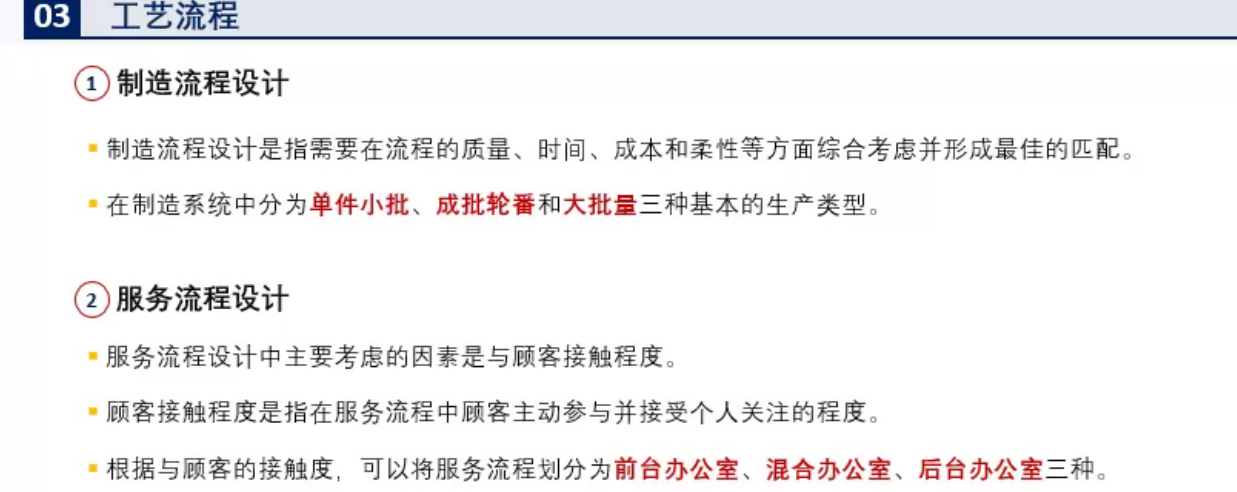 03 工艺流程
1 制造流程设计
制造流程设计是指需要在流程的质量、时间、成本和柔性等方面综合考虑并形成最佳的匹配。
在制造系统中分为单件小批、成批轮番和大批量三种基本的生产类型。
2 服务流程设计
服务流程设计中主要考虑的因素是与顾客接触程度。
顾客接触程度是指在服务流程中顾客主动参与并接受个人关注的程度。
根据与顾客的接触度，可以将服务流程划分为前台办公室、混合办公室、后台办公室三种。